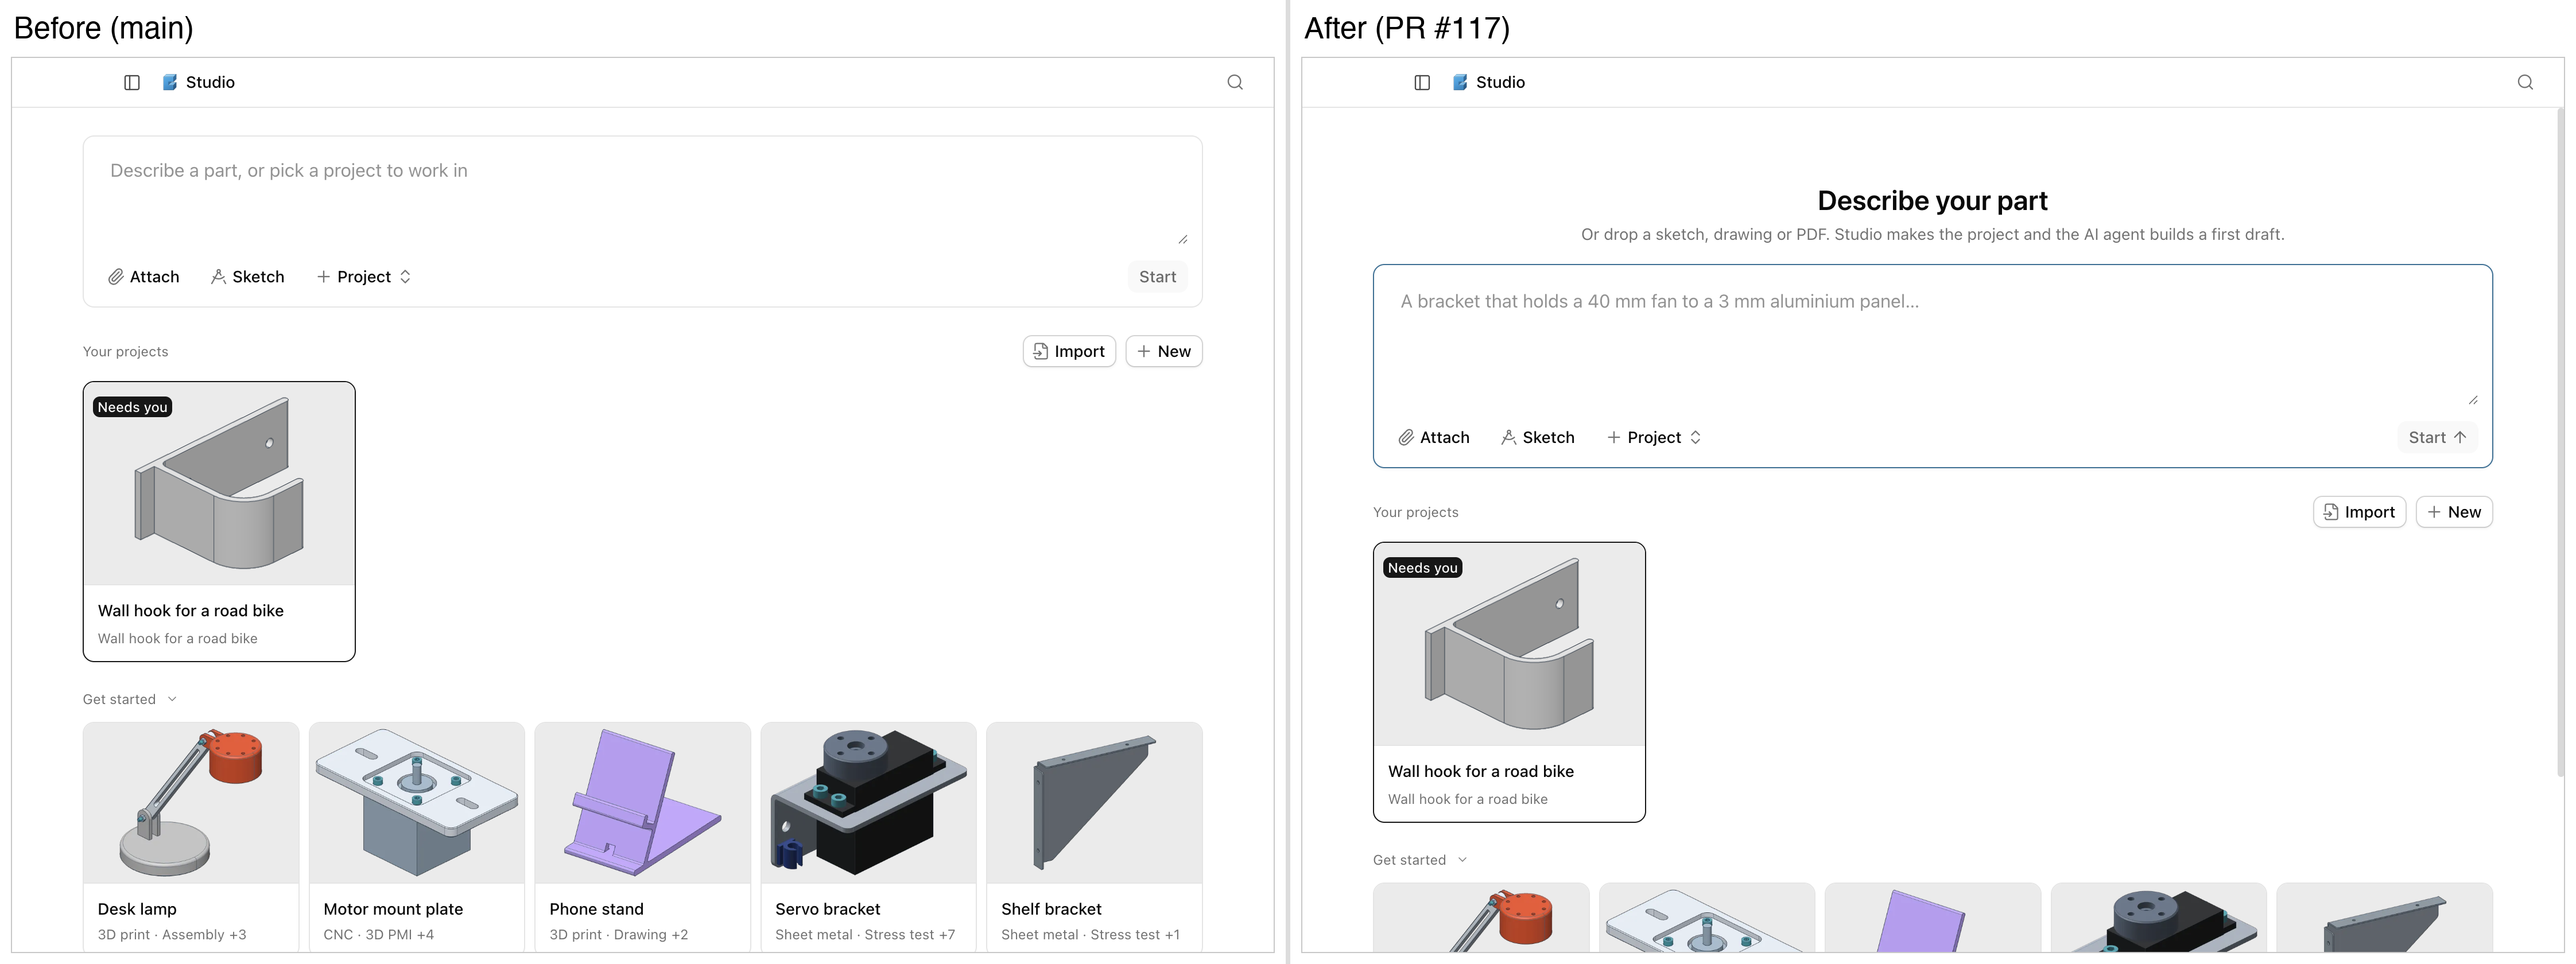 Before (main)
Studio
Describe a part, or pick a project to work in
Attach
Sketch
Project
Start
Your projects
Import
New
Needs you
Wall hook for a road bike
Wall hook for a road bike
Get started
Desk lamp
3D print · Assembly +3
Motor mount plate
CNC · 3D PMI +4
Phone stand
3D print · Drawing +2
Servo bracket
Sheet metal · Stress test +7
Shelf bracket
Sheet metal · Stress test +1
After (PR #117)
Studio
Describe your part
Or drop a sketch, drawing or PDF. Studio makes the project and the AI agent builds a first draft.
A bracket that holds a 40 mm fan to a 3 mm aluminium panel...
Attach
Sketch
Project
Start
Your projects
Import
New
Needs you
Wall hook for a road bike
Wall hook for a road bike
Get started